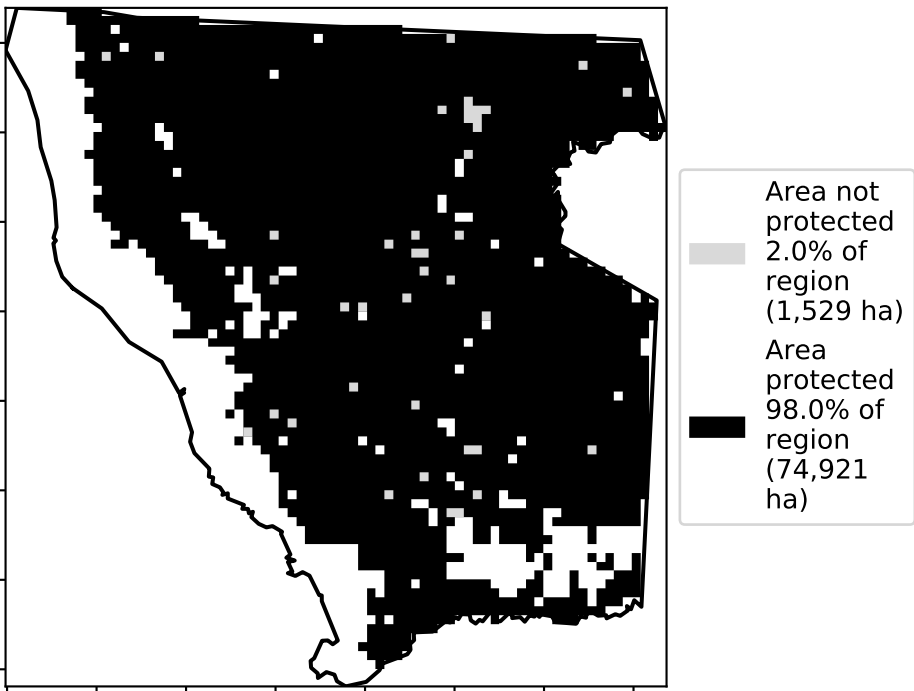 Area not
protected
2.0% of
region
(1,529 ha)
Area
protected
98.0% of
region
(74,921
ha)